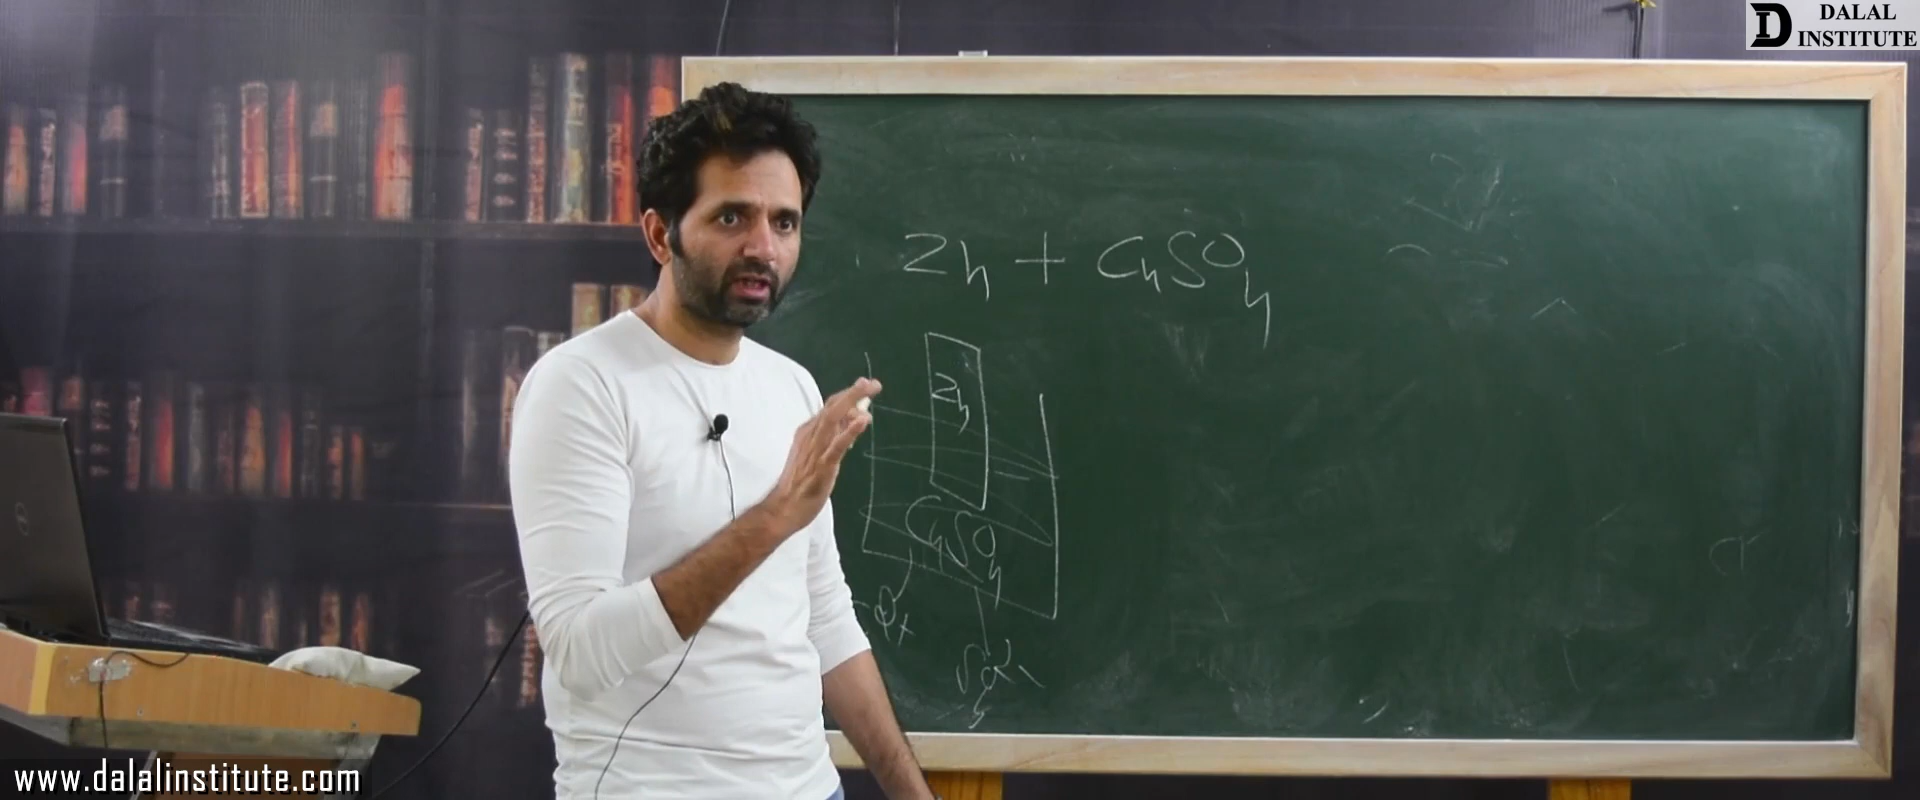 DALAL
INSTITUTE
Zn + CuSO4
Zn
CuSO4
www.dalalinstitute.com